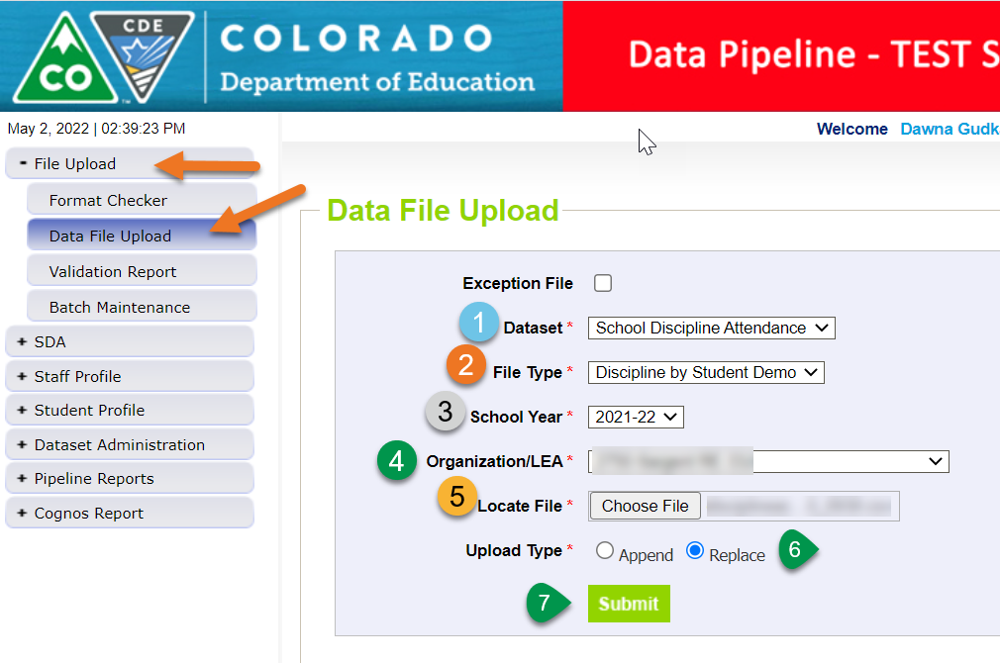 CDE
CO
COLORADO
Department of Education
Data Pipeline - TEST S
May 2, 2022 | 02:39:23 PM
Welcome Dawna Gudk
- File Upload
Format Checker
Data File Upload
Validation Report
Batch Maintenance
+ SDA
+ Staff Profile
+ Student Profile
+ Dataset Administration
+ Pipeline Reports
+ Cognos Report
Data File Upload
Exception File
1 Dataset * School Discipline Attendance
2 File Type * Discipline by Student Demo
3 School Year * 2021-22
4 Organization/LEA *
5 Locate File * Choose File
Upload Type * Append Replace 6
7 Submit